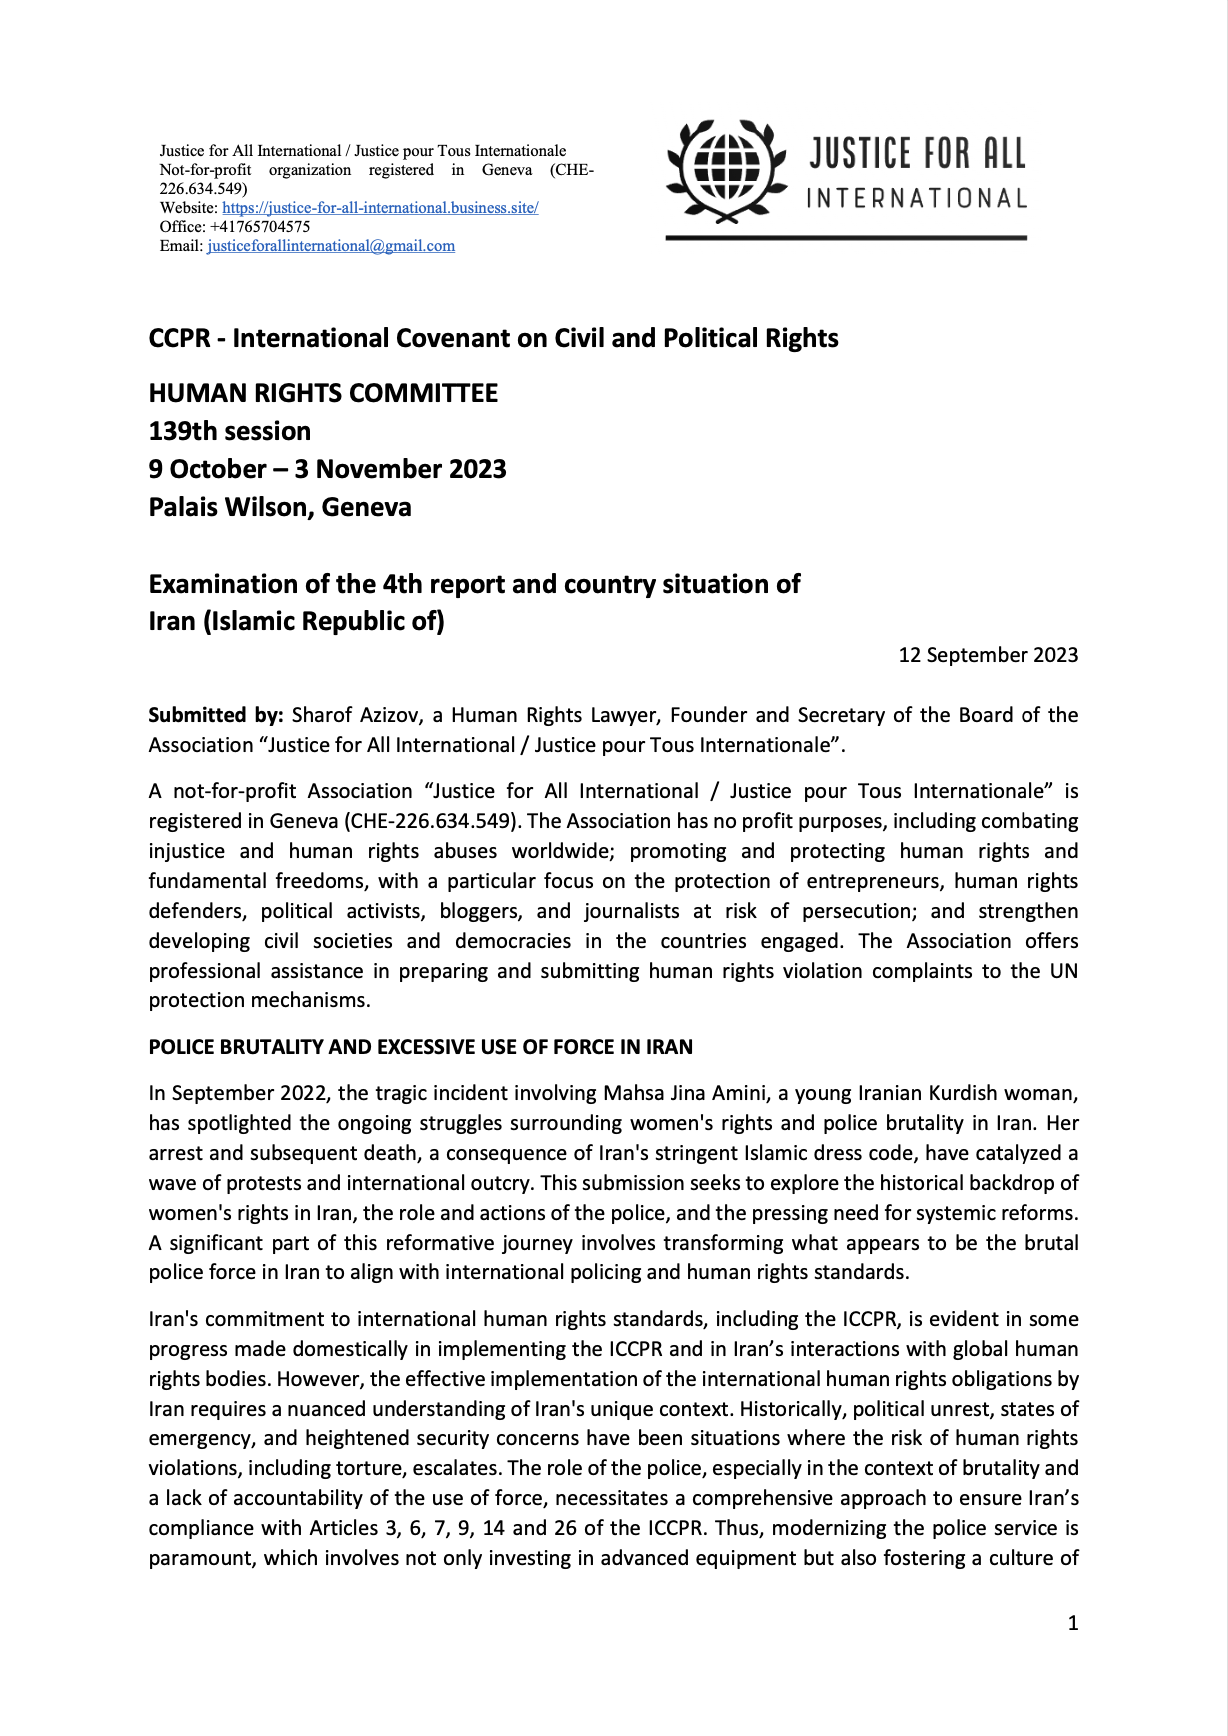 Justice for All International / Justice pour Tous Internationale
Not-for-profit organization registered in Geneva (CHE-
226.634.549)
Website: https://justice-for-all-international.business.site/
Office: +41765704575
Email: justiceforallinternational@gmail.com
JUSTICE FOR ALL
INTERNATIONAL
CCPR - International Covenant on Civil and Political Rights
HUMAN RIGHTS COMMITTEE
139th session
9 October – 3 November 2023
Palais Wilson, Geneva
Examination of the 4th report and country situation of
Iran (Islamic Republic of)
12 September 2023
Submitted by: Sharof Azizov, a Human Rights Lawyer, Founder and Secretary of the Board of the
Association “Justice for All International / Justice pour Tous Internationale”.
A not-for-profit Association “Justice for All International / Justice pour Tous Internationale” is
registered in Geneva (CHE-226.634.549). The Association has no profit purposes, including combating
injustice and human rights abuses worldwide; promoting and protecting human rights and
fundamental freedoms, with a particular focus on the protection of entrepreneurs, human rights
defenders, political activists, bloggers, and journalists at risk of persecution; and strengthen
developing civil societies and democracies in the countries engaged. The Association offers
professional assistance in preparing and submitting human rights violation complaints to the UN
protection mechanisms.
POLICE BRUTALITY AND EXCESSIVE USE OF FORCE IN IRAN
In September 2022, the tragic incident involving Mahsa Jina Amini, a young Iranian Kurdish woman,
has spotlighted the ongoing struggles surrounding women's rights and police brutality in Iran. Her
arrest and subsequent death, a consequence of Iran's stringent Islamic dress code, have catalyzed a
wave of protests and international outcry. This submission seeks to explore the historical backdrop of
women's rights in Iran, the role and actions of the police, and the pressing need for systemic reforms.
A significant part of this reformative journey involves transforming what appears to be the brutal
police force in Iran to align with international policing and human rights standards.
Iran's commitment to international human rights standards, including the ICCPR, is evident in some
progress made domestically in implementing the ICCPR and in Iran’s interactions with global human
rights bodies. However, the effective implementation of the international human rights obligations by
Iran requires a nuanced understanding of Iran's unique context. Historically, political unrest, states of
emergency, and heightened security concerns have been situations where the risk of human rights
violations, including torture, escalates. The role of the police, especially in the context of brutality and
a lack of accountability of the use of force, necessitates a comprehensive approach to ensure Iran’s
compliance with Articles 3, 6, 7, 9, 14 and 26 of the ICCPR. Thus, modernizing the police service is
paramount, which involves not only investing in advanced equipment but also fostering a culture of
1